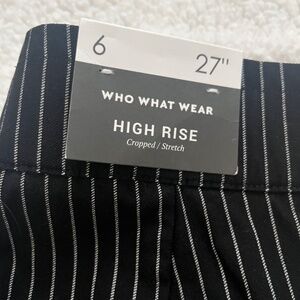 6 27"
WHO WHAT WEAR
HIGH RISE
Cropped / Stretch